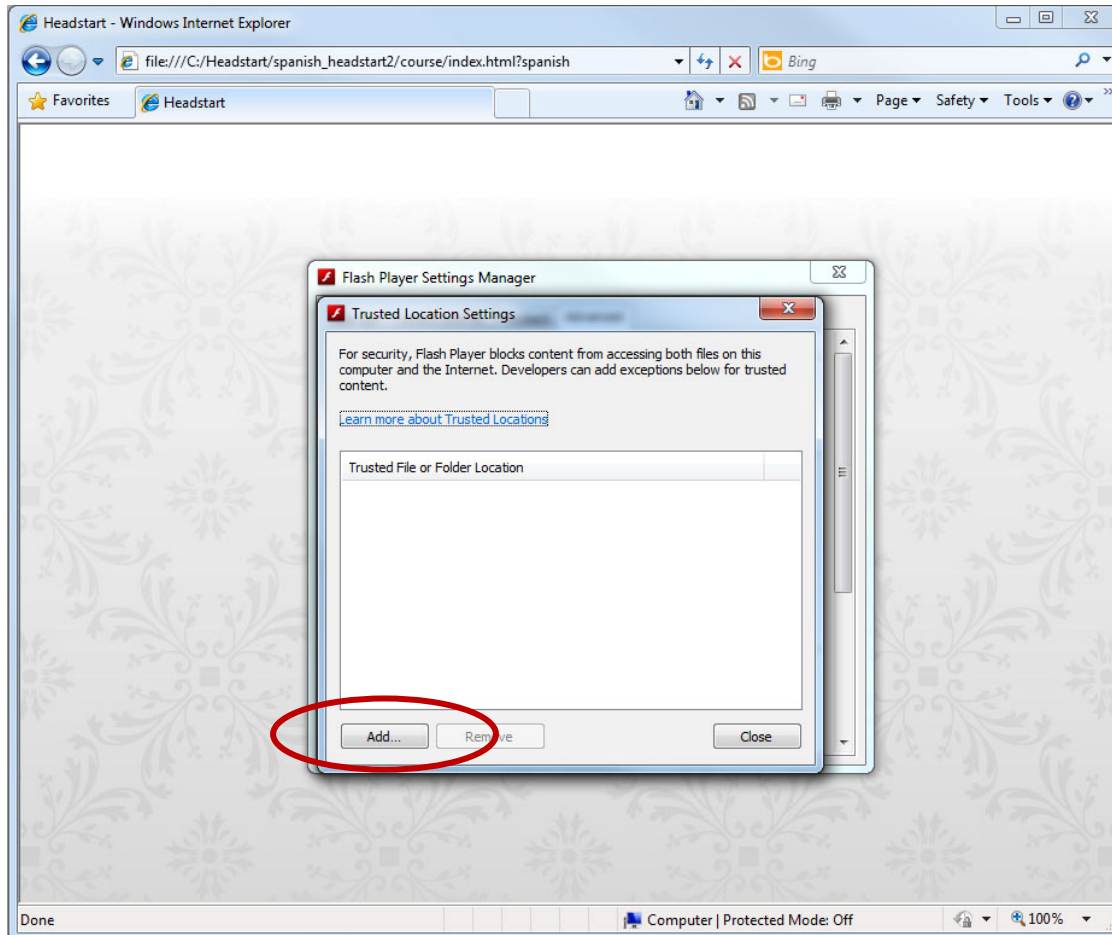 Headstart - Windows Internet Explorer
file:///C:/Headstart/spanish_headstart2/course/index.html?spanish
Bing
Favorites Headstart Page Safety Tools
Flash Player Settings Manager
Trusted Location Settings
For security, Flash Player blocks content from accessing both files on this
computer and the Internet. Developers can add exceptions below for trusted
content.
Learn more about Trusted Locations
Trusted File or Folder Location
Add... Remove Close
Done Computer | Protected Mode: Off 100%